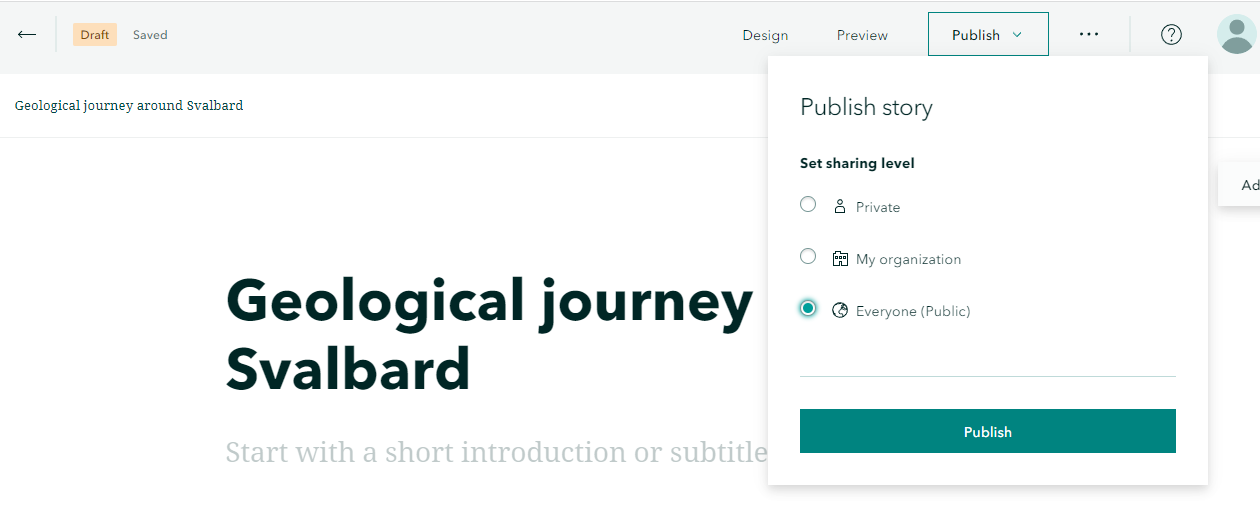 Draft Saved Design Preview Publish
Geological journey around Svalbard
Publish story
Set sharing level
Private
My organization
Everyone (Public)
Publish
Ad
Geological journey
Svalbard
Start with a short introduction or subtitle